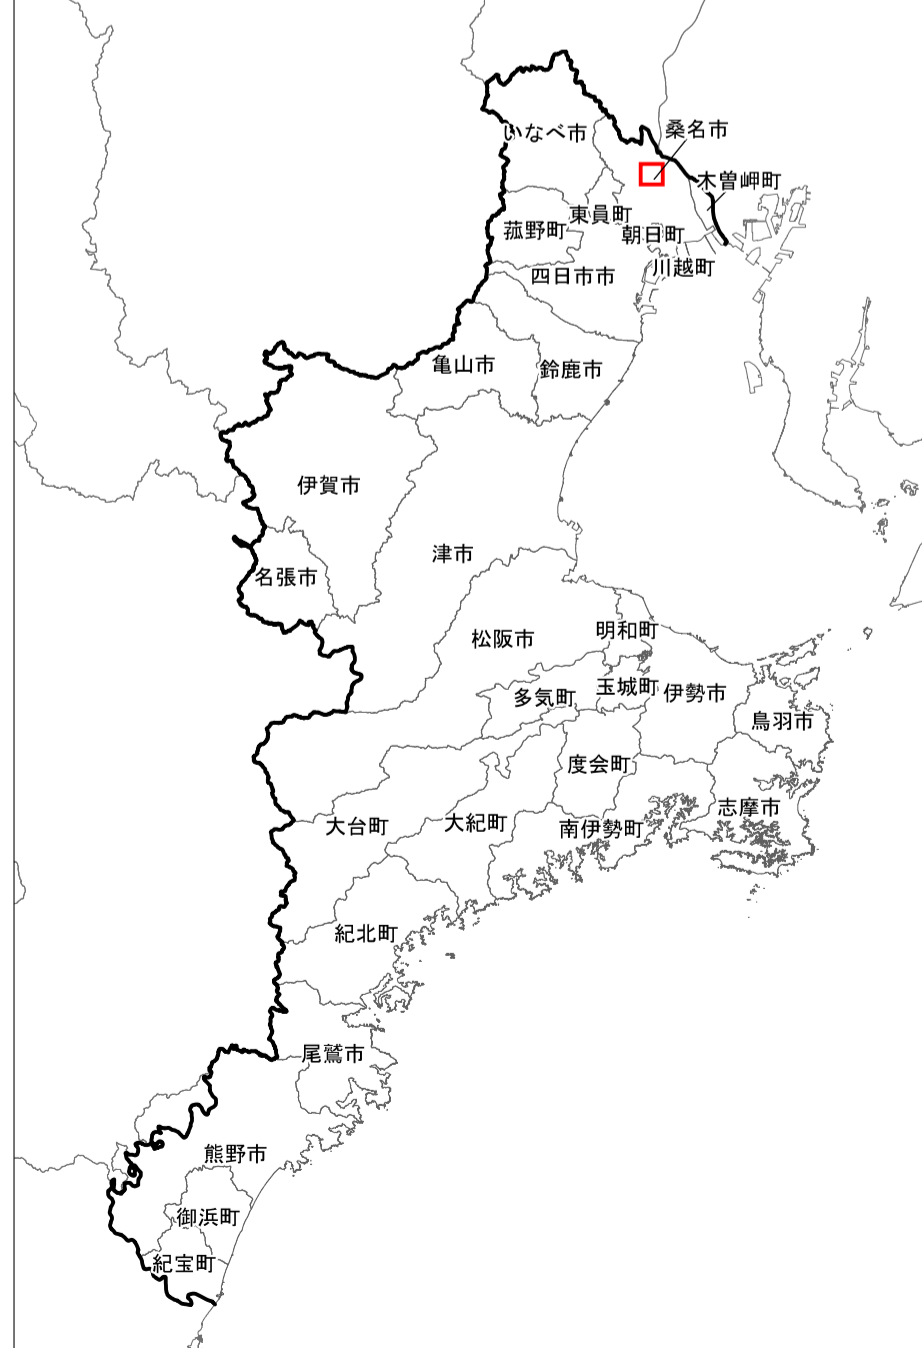 桑名市
いなべ市
木曽岬町
東員町
菰野町
朝日町
川越町
四日市市
亀山市
鈴鹿市
伊賀市
津市
名張市
明和町
松阪市
玉城町
伊勢市
多気町
鳥羽市
度会町
志摩市
大紀町
大台町
南伊勢町
紀北町
尾鷲市
熊野市
御浜町
紀宝町